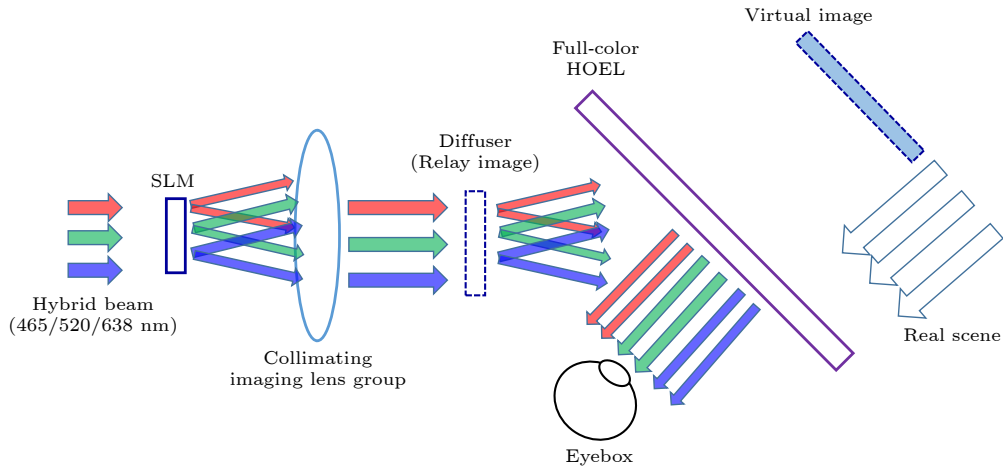 Virtual image
Full-color
HOEL
Diffuser
(Relay image)
SLM
Hybrid beam
(465/520/638 nm)
Collimating
imaging lens group
Real scene
Eyebox